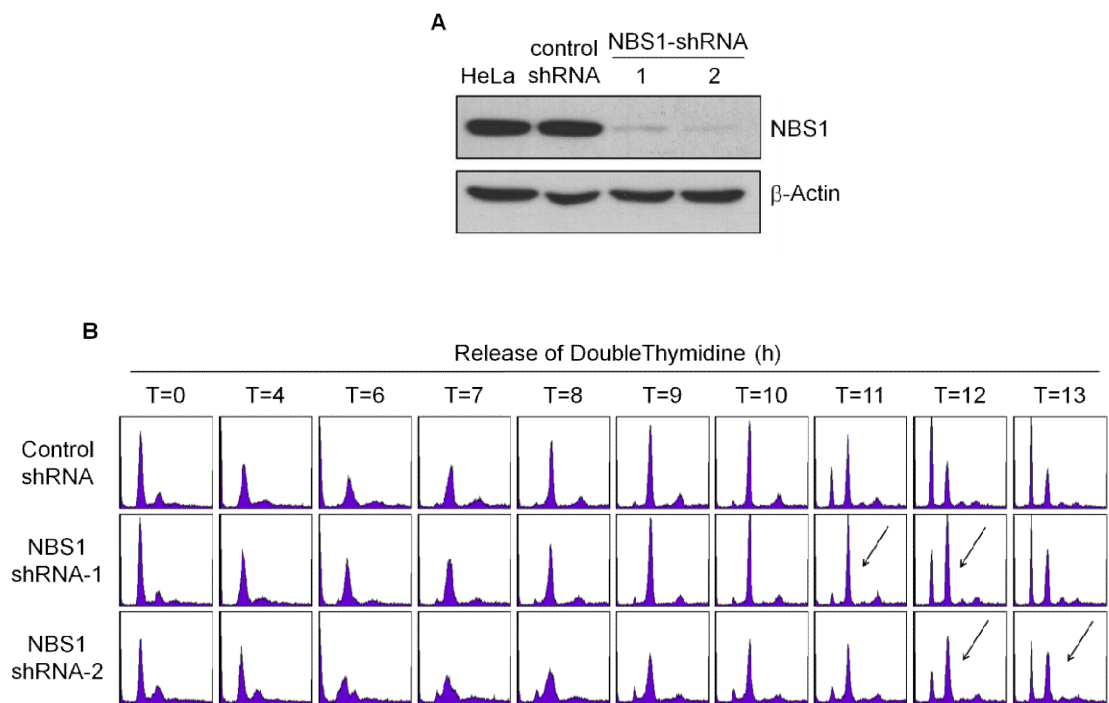 A
NBS1-shRNA
control
HeLa shRNA 1 2
NBS1
β-Actin
B
Release of DoubleThymidine (h)
T=0 T=4 T=6 T=7 T=8 T=9 T=10 T=11 T=12 T=13
Control
shRNA
NBS1
shRNA-1
NBS1
shRNA-2